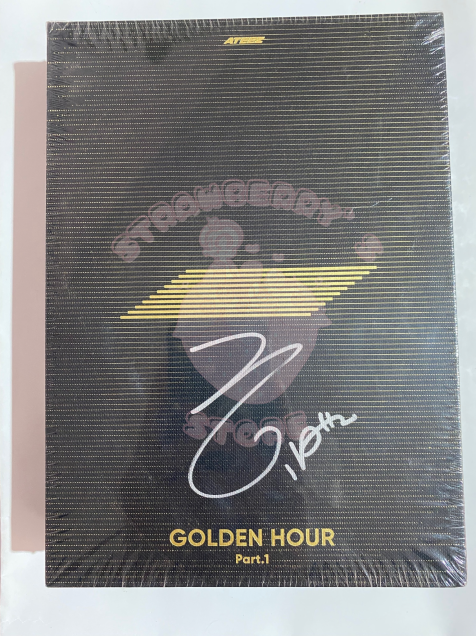 ATEEZ
STRAWBERRY
STORE
GOLDEN HOUR
Part.1